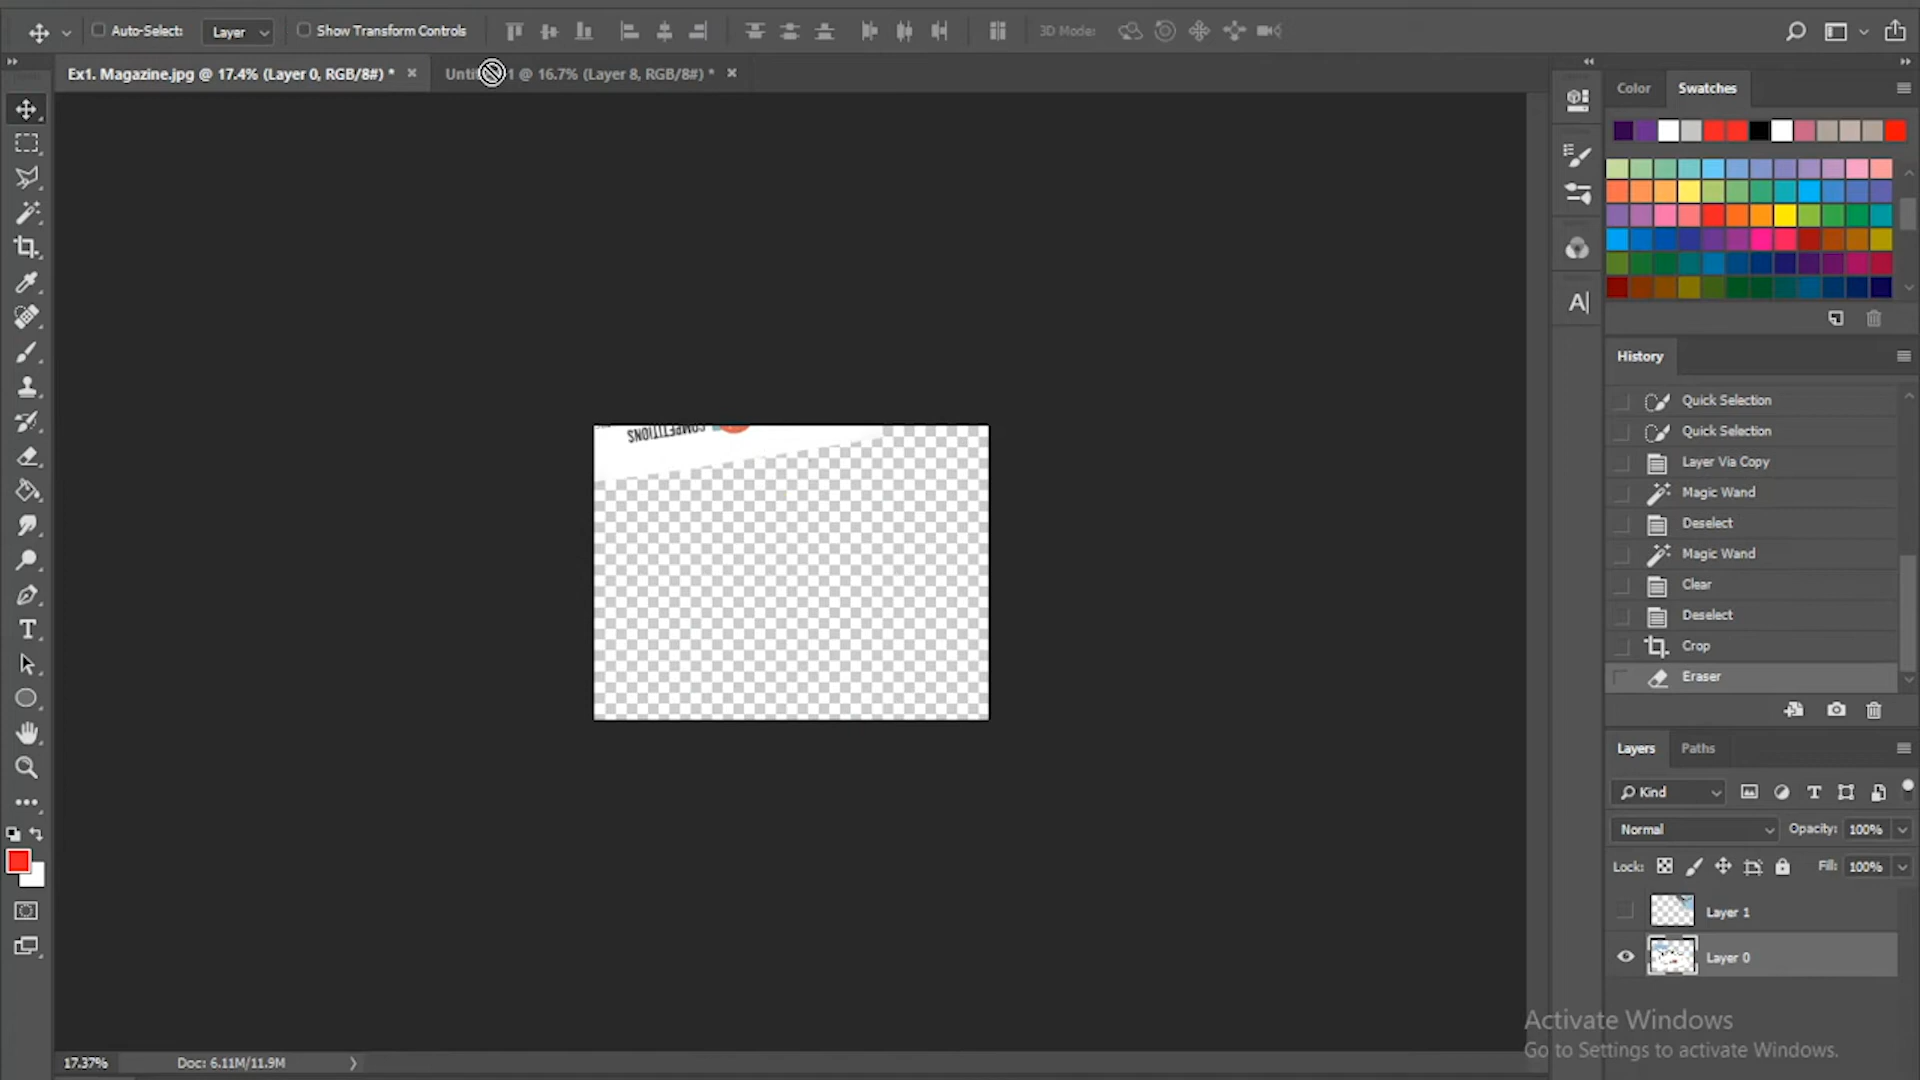 Auto-Select:
Layer
Show Transform Controls
3D Mode:
Ex1. Magazine.jpg @ 17.4% (Layer 0, RGB/8#) *
1 @ 16.7% (Layer 8, RGB/8#) *
Color
Swatches
COMPETITIONS
History
Quick Selection
Quick Selection
Layer Via Copy
Magic Wand
Deselect
Magic Wand
Clear
Deselect
Crop
Eraser
Layers
Paths
Kind
Normal
Opacity: 100%
Lock:
Fill: 100%
Layer 1
Layer 0
Activate Windows
Go to Settings to activate Windows.
17.37%
Doc: 6.11M/11.9M